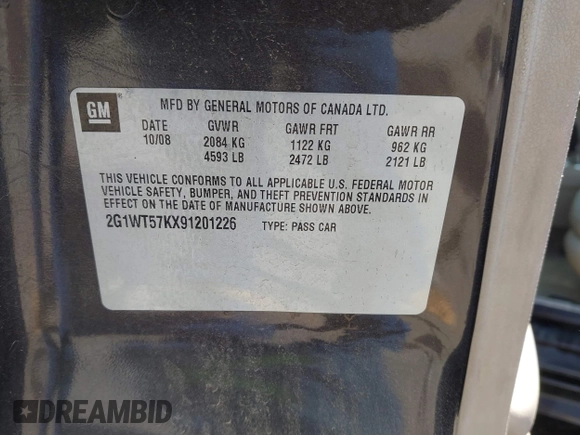 GM
MFD BY GENERAL MOTORS OF CANADA LTD.
DATE GVWR GAWR FRT GAWR RR
10/08 2084 KG 1122 KG 962 KG
4593 LB 2472 LB 2121 LB
THIS VEHICLE CONFORMS TO ALL APPLICABLE U.S. FEDERAL MOTOR
VEHICLE SAFETY, BUMPER, AND THEFT PREVENTION STANDARDS IN
EFFECT ON THE DATE OF MANUFACTURE SHOWN ABOVE.
2G1WT57KX91201226 TYPE: PASS CAR
DREAMBID